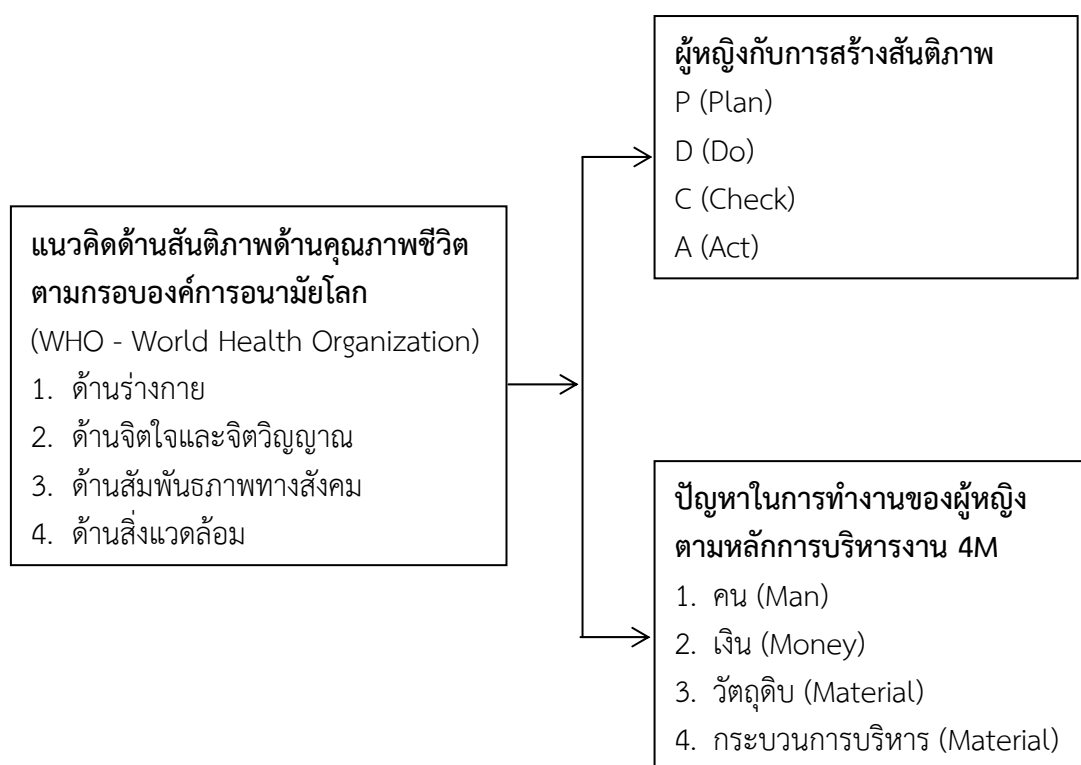 แนวคิดด้านสันติภาพด้านคุณภาพชีวิต
ตามกรอบองค์การอนามัยโลก
(WHO - World Health Organization)
1. ด้านร่างกาย
2. ด้านจิตใจและจิตวิญญาณ
3. ด้านสัมพันธภาพทางสังคม
4. ด้านสิ่งแวดล้อม
ผู้หญิงกับการสร้างสันติภาพ
P (Plan)
D (Do)
C (Check)
A (Act)
ปัญหาในการทำงานของผู้หญิง
ตามหลักการบริหารงาน 4M
1. คน (Man)
2. เงิน (Money)
3. วัตถุดิบ (Material)
4. กระบวนการบริหาร (Material)